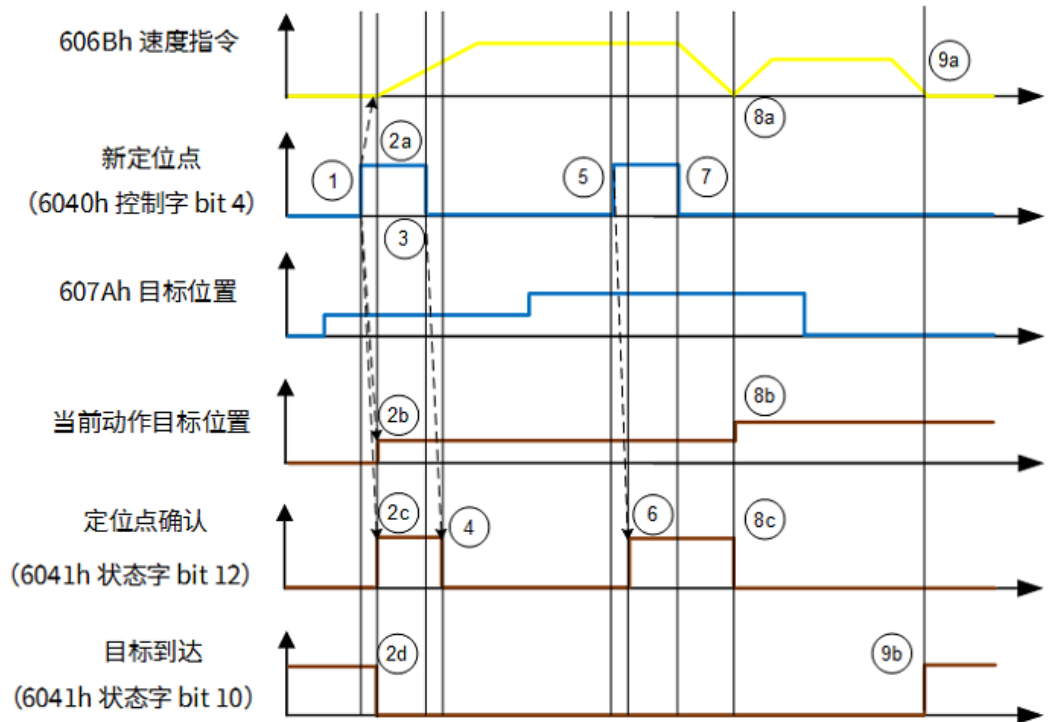 606Bh 速度指令
9a
8a
新定位点
2a
1
5
7
(6040h 控制字 bit 4)
3
607Ah 目标位置
当前动作目标位置
2b
8b
定位点确认
2c
4
6
8c
(6041h 状态字 bit 12)
目标到达
2d
9b
(6041h 状态字 bit 10)